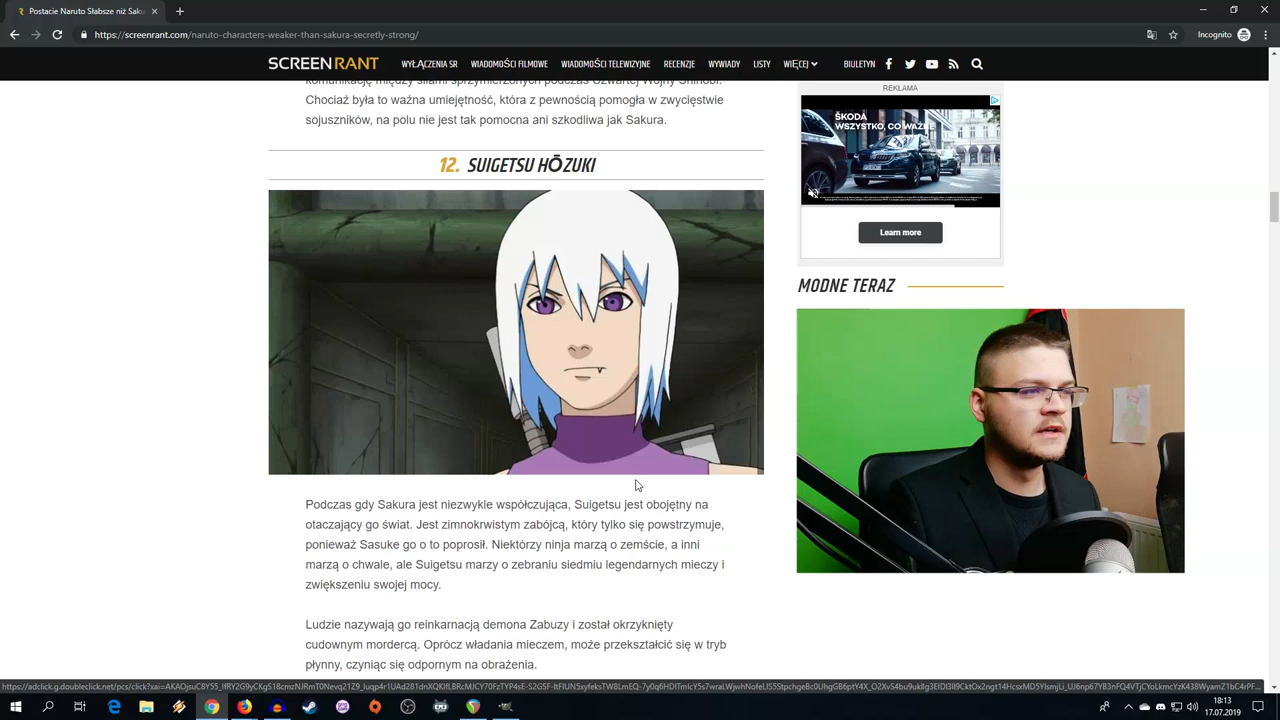 Postacie Naruto Słabsze niż Saku
https://screenrant.com/naruto-characters-weaker-than-sakura-secretly-strong/
Incognito (3)
SCREENRANT
WYŁĄCZENIA SR
WIADOMOŚCI FILMOWE
WIADOMOŚCI TELEWIZYJNE
RECENZJE
WYWIADY
LISTY
WIĘCEJ
BIULETYN
komunikację między siłami sprzymierzonych podczas Czwartej Wojny Shinobi.
Chociaż była to ważna umiejętność, która z pewnością pomogła w zwycięstwie
sojuszników, na polu nie jest tak pomocna ani szkodliwa jak Sakura.
12. SUIGETSU HŌZUKI
Podczas gdy Sakura jest niezwykle współczująca, Suigetsu jest obojętny na
otaczający go świat. Jest zimnokrwistym zabójcą, który tylko się powstrzymuje,
ponieważ Sasuke go o to poprosił. Niektórzy ninja marzą o zemście, a inni
marzą o chwale, ale Suigetsu marzy o zebraniu siedmiu legendarnych mieczy i
zwiększeniu swojej mocy.
Ludzie nazywają go reinkarnacją demona Zabuzy i został okrzyknięty
cudownym mordercą. Oprócz władania mieczem, może przekształcić się w tryb
płynny, czyniąc się odpornym na obrażenia.
REKLAMA
ŠKODA
WSZYSTKO, CO WAŻNE
Learn more
MODNE TERAZ
18:13
17.07.2019